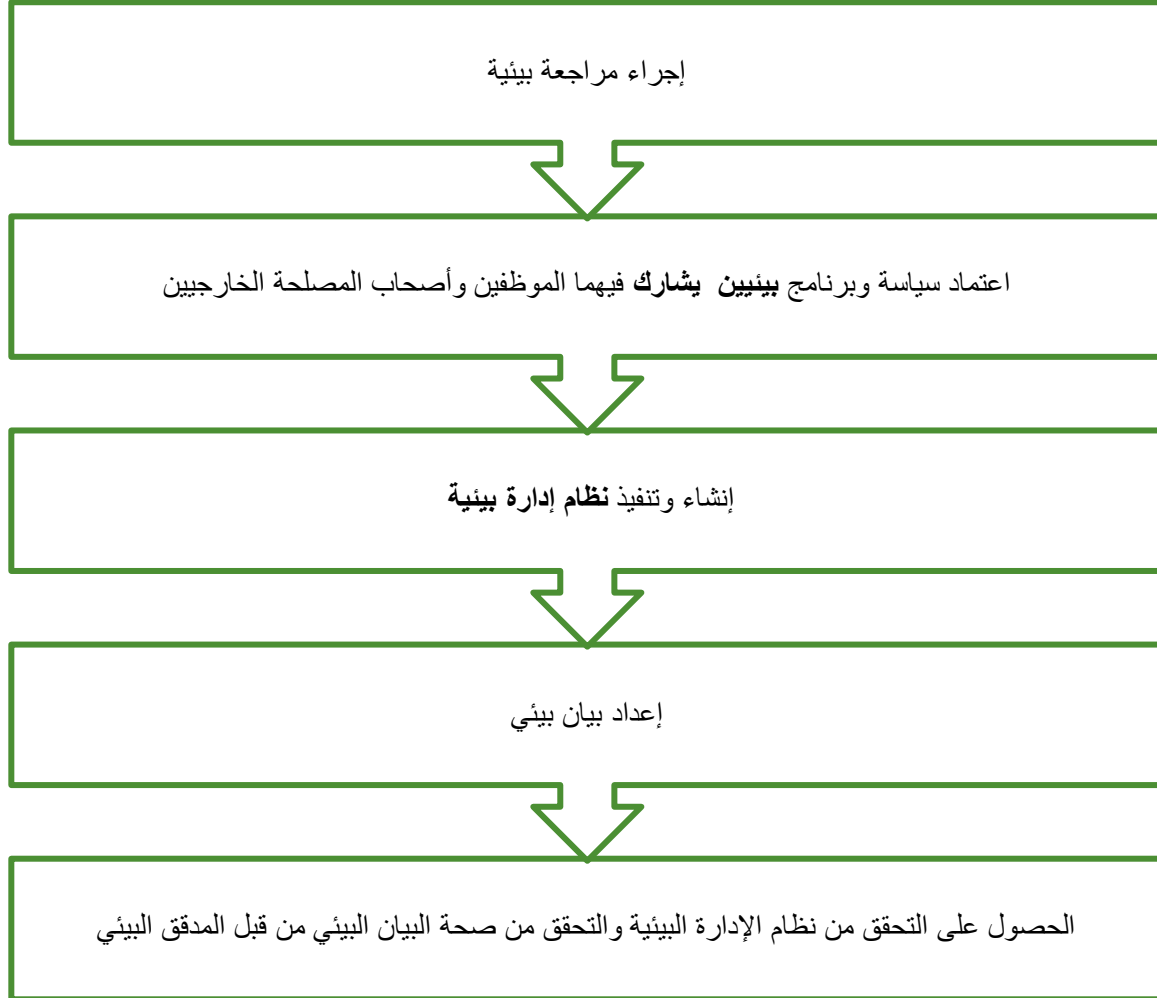 إجراء مراجعة بيئية
اعتماد سياسة وبرنامج بيئيين يشارك فيهما الموظفين وأصحاب المصلحة الخارجيين
إنشاء وتنفيذ نظام إدارة بيئية
إعداد بيان بيئي
الحصول على التحقق من نظام الإدارة البيئية والتحقق من صحة البيان البيئي من قبل المدقق البيئي